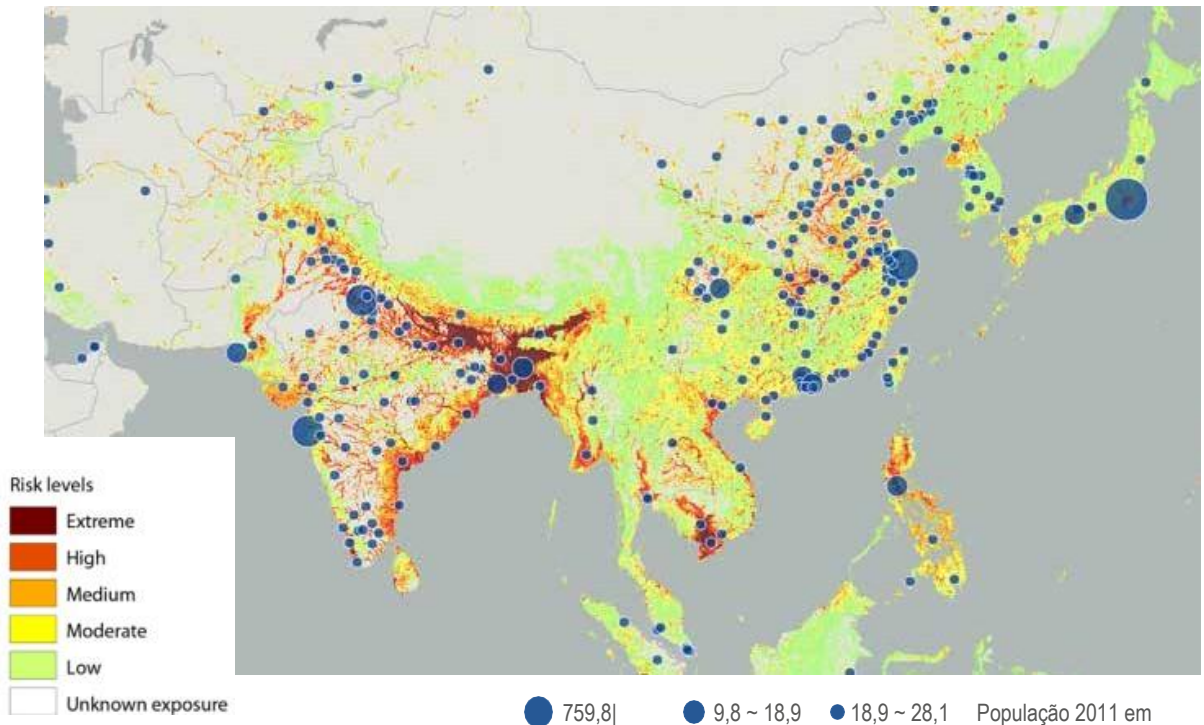 Risk levels
Extreme
High
Medium
Moderate
Low
Unknown exposure
759,8|
9,8 ~ 18,9
18,9 ~ 28,1
População 2011 em